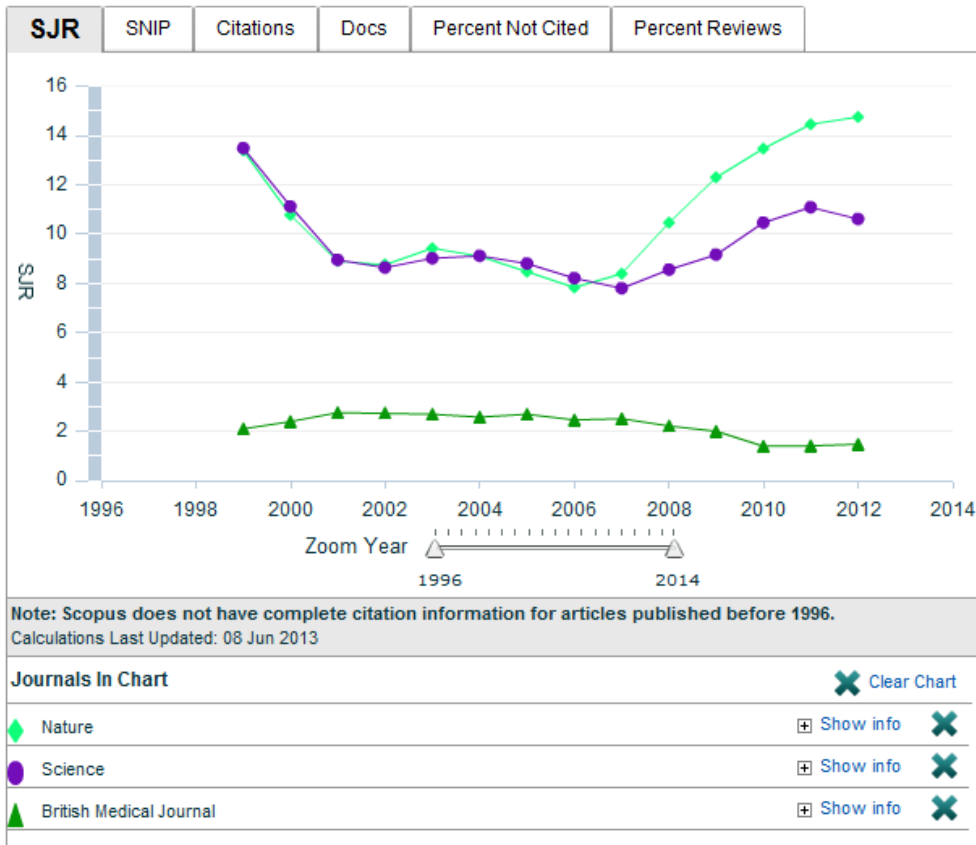 SJR SNIP Citations Docs Percent Not Cited Percent Reviews
16
14
12
10
8
6
4
2
0
SJR
1996 1998 2000 2002 2004 2006 2008 2010 2012 2014
Zoom Year
1996 2014
Note: Scopus does not have complete citation information for articles published before 1996.
Calculations Last Updated: 08 Jun 2013
Journals In Chart Clear Chart
Nature Show info
Science Show info
British Medical Journal Show info